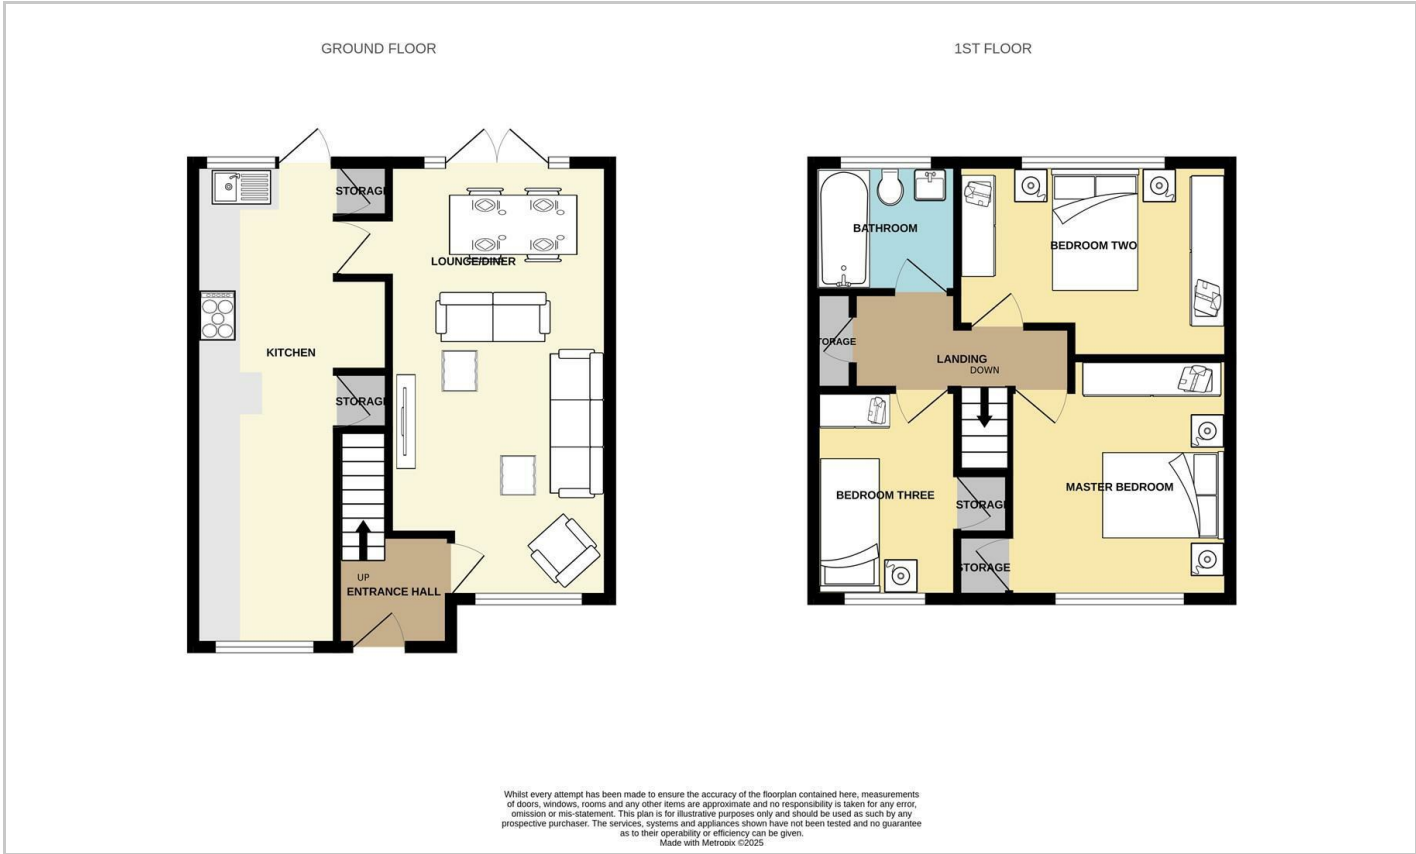 GROUND FLOOR
1ST FLOOR
STORAGE
LOUNGE/DINER
KITCHEN
STORAGE
UP
ENTRANCE HALL
BATHROOM
BEDROOM TWO
TORAGE
LANDING
DOWN
MASTER BEDROOM
BEDROOM THREE
STORAGE
STORAGE
Whilst every attempt has been made to ensure the accuracy of the floorplan contained here, measurements
of doors, windows, rooms and any other items are approximate and no responsibility is taken for any error,
omission or mis-statement. This plan is for illustrative purposes only and should be used as such by any
prospective purchaser. The services, systems and appliances shown have not been tested and no guarantee
as to their operability or efficiency can be given.
Made with Metropix ©2025